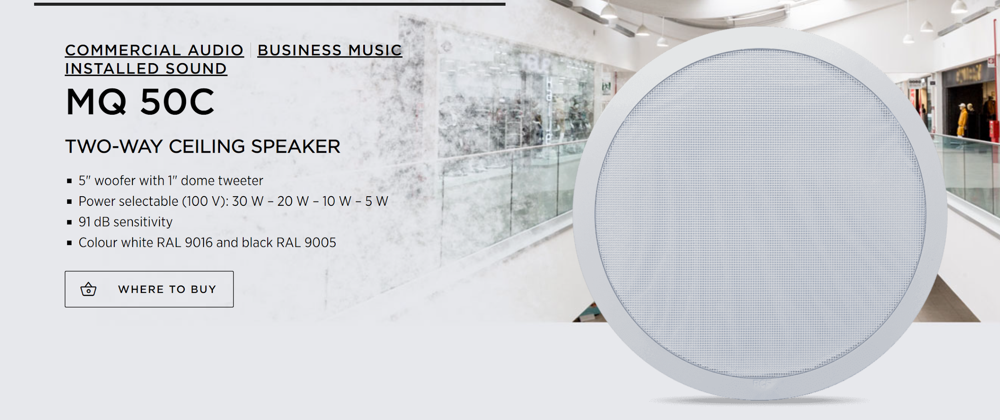 COMMERCIAL AUDIO | BUSINESS MUSIC |
INSTALLED SOUND
MQ 50C
TWO-WAY CEILING SPEAKER
▪ 5" woofer with 1" dome tweeter
▪ Power selectable (100 V): 30 W – 20 W – 10 W – 5 W
▪ 91 dB sensitivity
▪ Colour white RAL 9016 and black RAL 9005
WHERE TO BUY
RCF